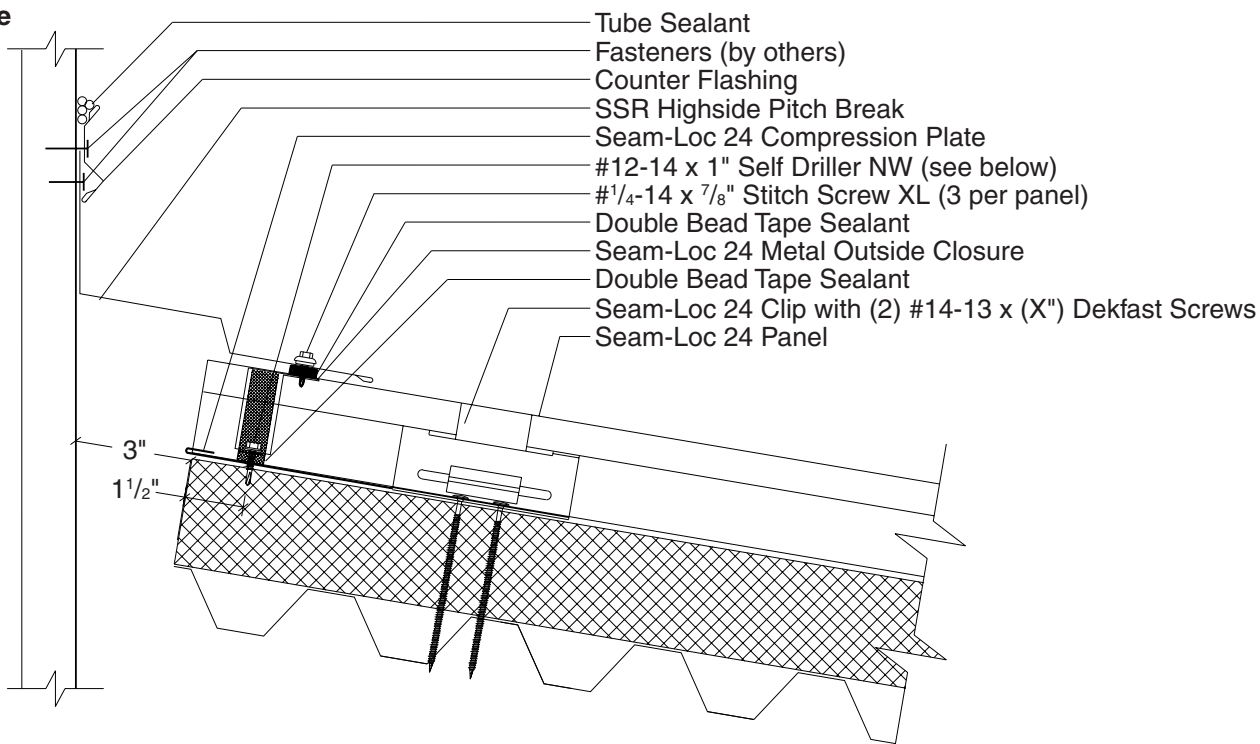 e
Tube Sealant
Fasteners (by others)
Counter Flashing
SSR Highside Pitch Break
Seam-Loc 24 Compression Plate
#12-14 x 1" Self Driller NW (see below)
#1/4-14 x 7/8" Stitch Screw XL (3 per panel)
Double Bead Tape Sealant
Seam-Loc 24 Metal Outside Closure
Double Bead Tape Sealant
Seam-Loc 24 Clip with (2) #14-13 x (X") Dekfast Screws
Seam-Loc 24 Panel
3"
1 1/2"